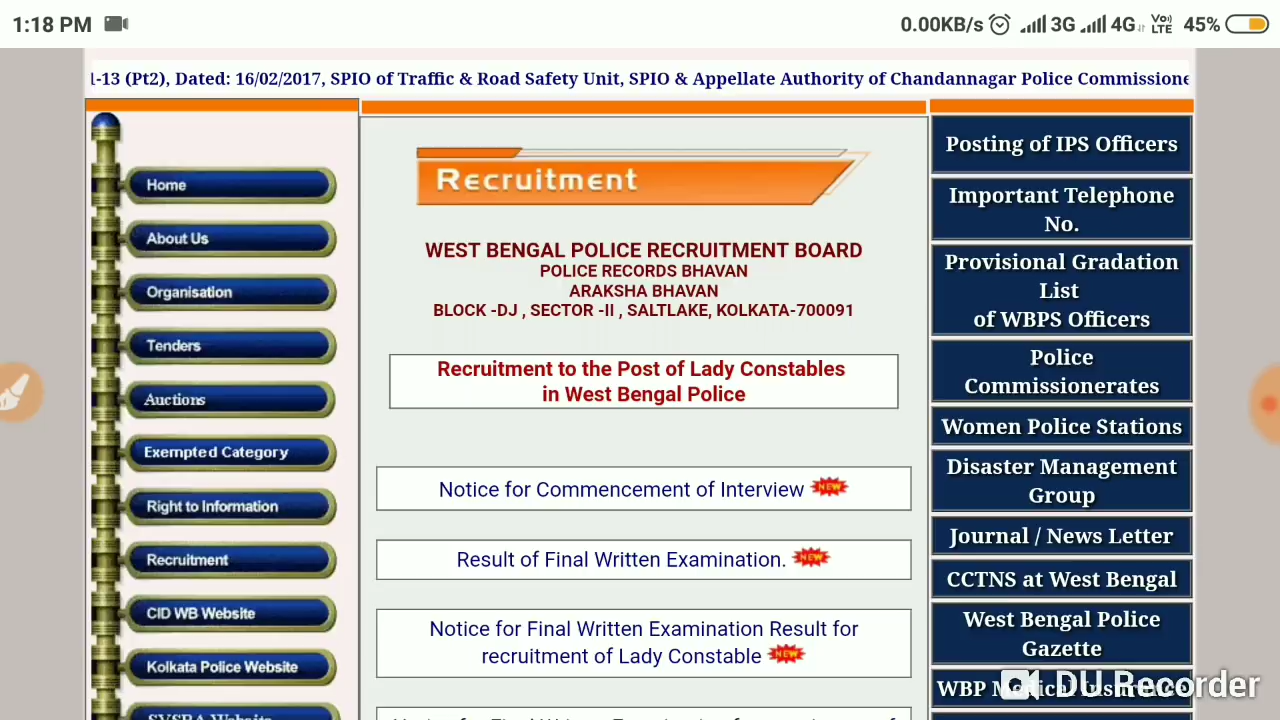 1:18 PM
0.00KB/s 3G 4G Vo) LTE 45%
1-13 (Pt2), Dated: 16/02/2017, SPIO of Traffic & Road Safety Unit, SPIO & Appellate Authority of Chandannagar Police Commissione
Home
About Us
Organisation
Tenders
Auctions
Exempted Category
Right to Information
Recruitment
CID WB Website
Kolkata Police Website
Recruitment
WEST BENGAL POLICE RECRUITMENT BOARD
POLICE RECORDS BHAVAN
ARAKSHA BHAVAN
BLOCK -DJ , SECTOR -II , SALTLAKE, KOLKATA-700091
Recruitment to the Post of Lady Constables
in West Bengal Police
Notice for Commencement of Interview NEW
Result of Final Written Examination. NEW
Notice for Final Written Examination Result for
recruitment of Lady Constable NEW
Posting of IPS Officers
Important Telephone
No.
Provisional Gradation
List
of WBPS Officers
Police
Commissionerates
Women Police Stations
Disaster Management
Group
Journal / News Letter
CCTNS at West Bengal
West Bengal Police
Gazette
WBP
DU Recorder